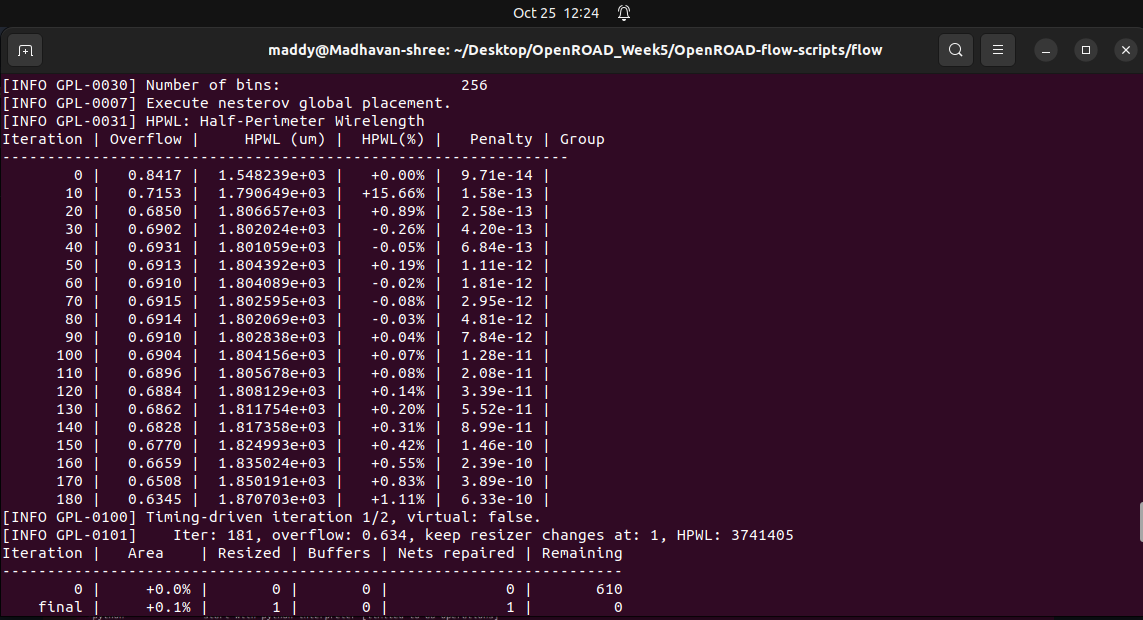 Oct 25 12:24
maddy@Madhavan-shree: ~/Desktop/OpenROAD_Week5/OpenROAD-flow-scripts/flow
[INFO GPL-0030] Number of bins:                    256
[INFO GPL-0007] Execute nesterov global placement.
[INFO GPL-0031] HPWL: Half-Perimeter Wirelength
Iteration | Overflow |     HPWL (um) |  HPWL(%) |   Penalty | Group
---------------------------------------------------------------
        0 |   0.8417 |  1.548239e+03 |   +0.00% |  9.71e-14 |
       10 |   0.7153 |  1.790649e+03 |  +15.66% |  1.58e-13 |
       20 |   0.6850 |  1.806657e+03 |   +0.89% |  2.58e-13 |
       30 |   0.6902 |  1.802024e+03 |   -0.26% |  4.20e-13 |
       40 |   0.6931 |  1.801059e+03 |   -0.05% |  6.84e-13 |
       50 |   0.6913 |  1.804392e+03 |   +0.19% |  1.11e-12 |
       60 |   0.6910 |  1.804089e+03 |   -0.02% |  1.81e-12 |
       70 |   0.6915 |  1.802595e+03 |   -0.08% |  2.95e-12 |
       80 |   0.6914 |  1.802069e+03 |   -0.03% |  4.81e-12 |
       90 |   0.6910 |  1.802838e+03 |   +0.04% |  7.84e-12 |
      100 |   0.6904 |  1.804156e+03 |   +0.07% |  1.28e-11 |
      110 |   0.6896 |  1.805678e+03 |   +0.08% |  2.08e-11 |
      120 |   0.6884 |  1.808129e+03 |   +0.14% |  3.39e-11 |
      130 |   0.6862 |  1.811754e+03 |   +0.20% |  5.52e-11 |
      140 |   0.6828 |  1.817358e+03 |   +0.31% |  8.99e-11 |
      150 |   0.6770 |  1.824993e+03 |   +0.42% |  1.46e-10 |
      160 |   0.6659 |  1.835024e+03 |   +0.55% |  2.39e-10 |
      170 |   0.6508 |  1.850191e+03 |   +0.83% |  3.89e-10 |
      180 |   0.6345 |  1.870703e+03 |   +1.11% |  6.33e-10 |
[INFO GPL-0100] Timing-driven iteration 1/2, virtual: false.
[INFO GPL-0101]    Iter: 181, overflow: 0.634, keep resizer changes at: 1, HPWL: 3741405
Iteration |   Area    | Resized | Buffers | Nets repaired | Remaining
---------------------------------------------------------------------
        0 |     +0.0% |       0 |       0 |             0 |       610
    final |     +0.1% |       1 |       0 |             1 |         0